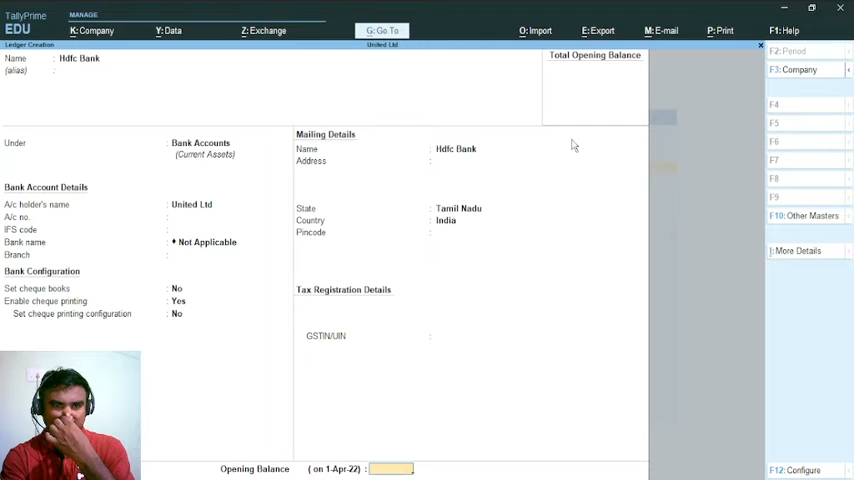 TallyPrime
EDU
MANAGE
K: Company
Y: Data
Z: Exchange
G: Go To
O: Import
E: Export
M: E-mail
P: Print
F1: Help
Ledger Creation
United Ltd
Name : Hdfc Bank
(alias) :
Total Opening Balance
Under : Bank Accounts
(Current Assets)
Bank Account Details
A/c holder's name : United Ltd
A/c no. :
IFS code :
Bank name : ♦ Not Applicable
Branch :
Bank Configuration
Set cheque books : No
Enable cheque printing : Yes
Set cheque printing configuration : No
Mailing Details
Name : Hdfc Bank
Address :
State : Tamil Nadu
Country : India
Pincode :
Tax Registration Details
GSTIN/UIN :
Opening Balance ( on 1-Apr-22) :
F2: Period
F3: Company
F4
F5
F6
F7
F8
F9
F10: Other Masters
I: More Details
F12: Configure